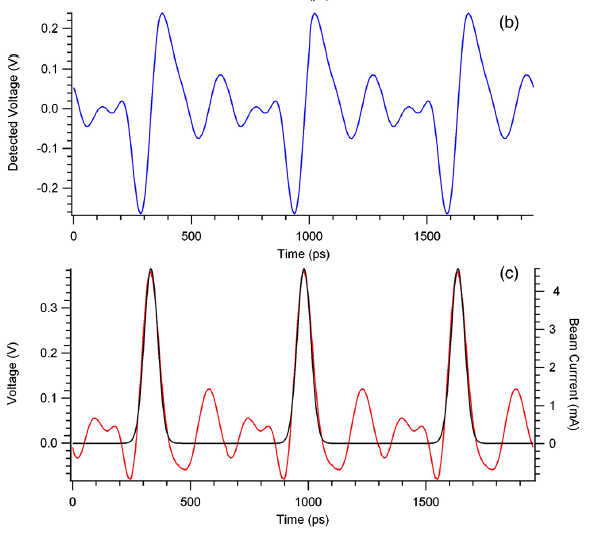 (b)
0.2
0.1
0.0
-0.1
-0.2
Detected Voltage (V)
0 500 1000 1500
Time (ps)
(c)
0.3
0.2
0.1
0.0
Voltage (V)
4
3
2
1
0
Beam Current (mA)
0 500 1000 1500
Time (ps)